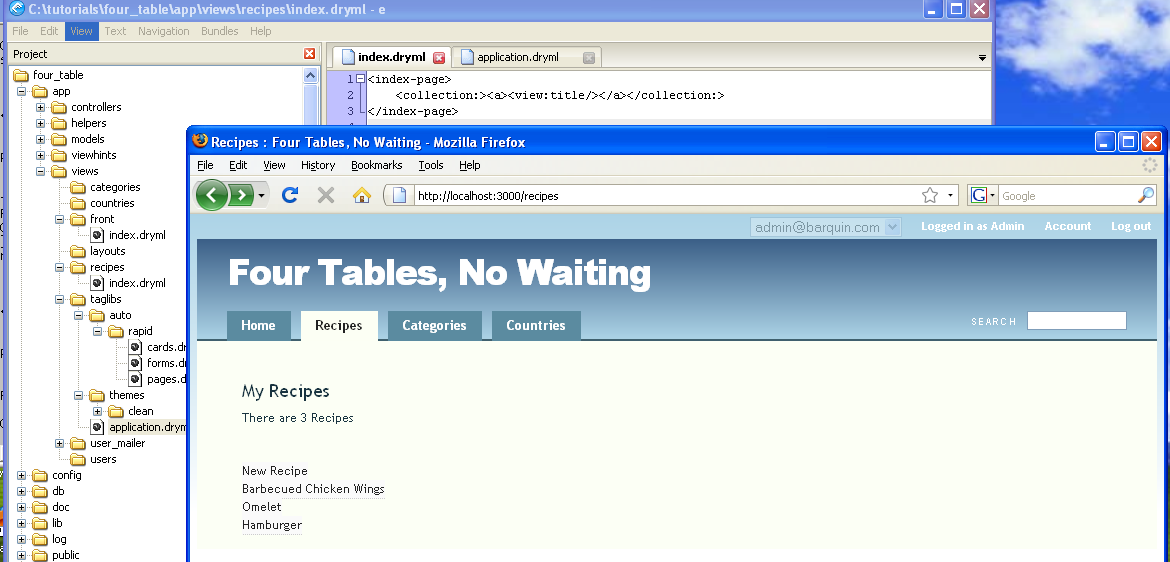 C:\tutorials\four_table\app\views\recipes\index.dryml - e
File Edit View Text Navigation Bundles Help
Project
index.dryml
application.dryml
four_table
app
controllers
helpers
models
viewhints
views
categories
countries
front
index.dryml
layouts
recipes
index.dryml
taglibs
auto
rapid
cards.dr
forms.dr
pages.d
themes
clean
application.drym
user_mailer
users
config
db
doc
lib
log
public
1 <index-page>
2 <collection:><a><view:title/></a></collection:>
3 </index-page>
Recipes : Four Tables, No Waiting - Mozilla Firefox
File Edit View History Bookmarks Tools Help
http://localhost:3000/recipes
G Google
admin@barquin.com Logged in as Admin Account Log out
Four Tables, No Waiting
Home Recipes Categories Countries SEARCH
My Recipes
There are 3 Recipes
New Recipe
Barbecued Chicken Wings
Omelet
Hamburger